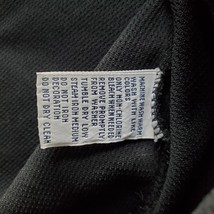 MACHINE WASH WARM
WASH WITH LIKE
COLORS
ONLY NON-CHLORINE
BLEACH WHEN NEEDED
REMOVE PROMPTLY
FROM WASHER
TUMBLE DRY LOW
STEAM IRON MEDIUM
DO NOT IRON
DECORATION
DO NOT DRY CLEAN